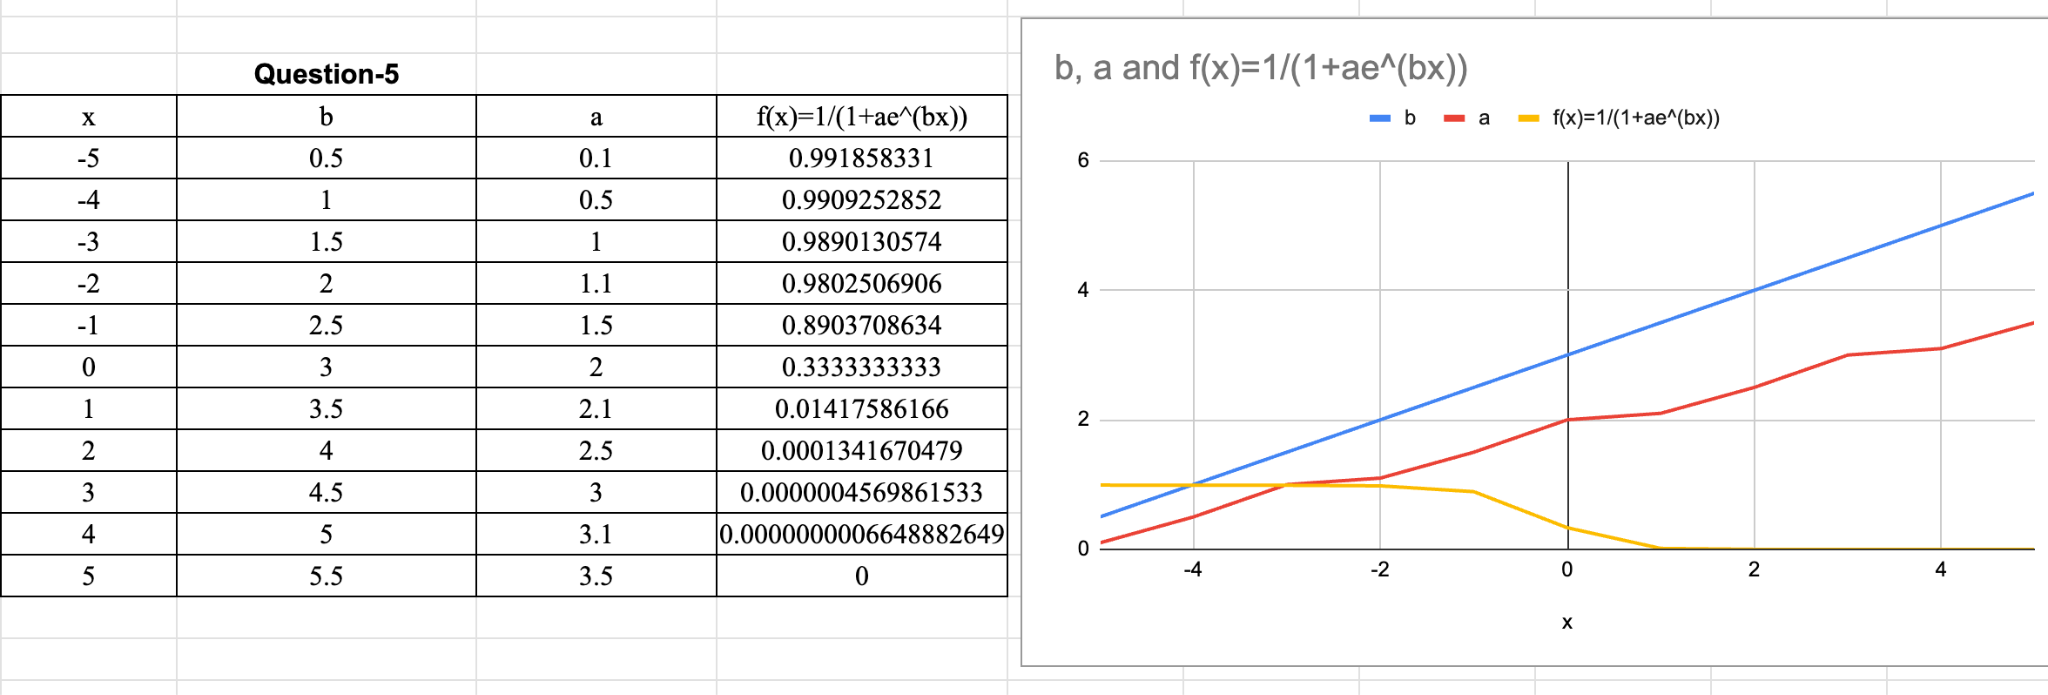 Question-5
x b a f(x)=1/(1+ae^(bx))
-5 0.5 0.1 0.991858331
-4 1 0.5 0.9909252852
-3 1.5 1 0.9890130574
-2 2 1.1 0.9802506906
-1 2.5 1.5 0.8903708634
0 3 2 0.3333333333
1 3.5 2.1 0.01417586166
2 4 2.5 0.0001341670479
3 4.5 3 0.0000004569861533
4 5 3.1 0.0000000006648882649
5 5.5 3.5 0
b, a and f(x)=1/(1+ae^(bx))
b a f(x)=1/(1+ae^(bx))
6
4
2
0
-4 -2 0 2 4
x